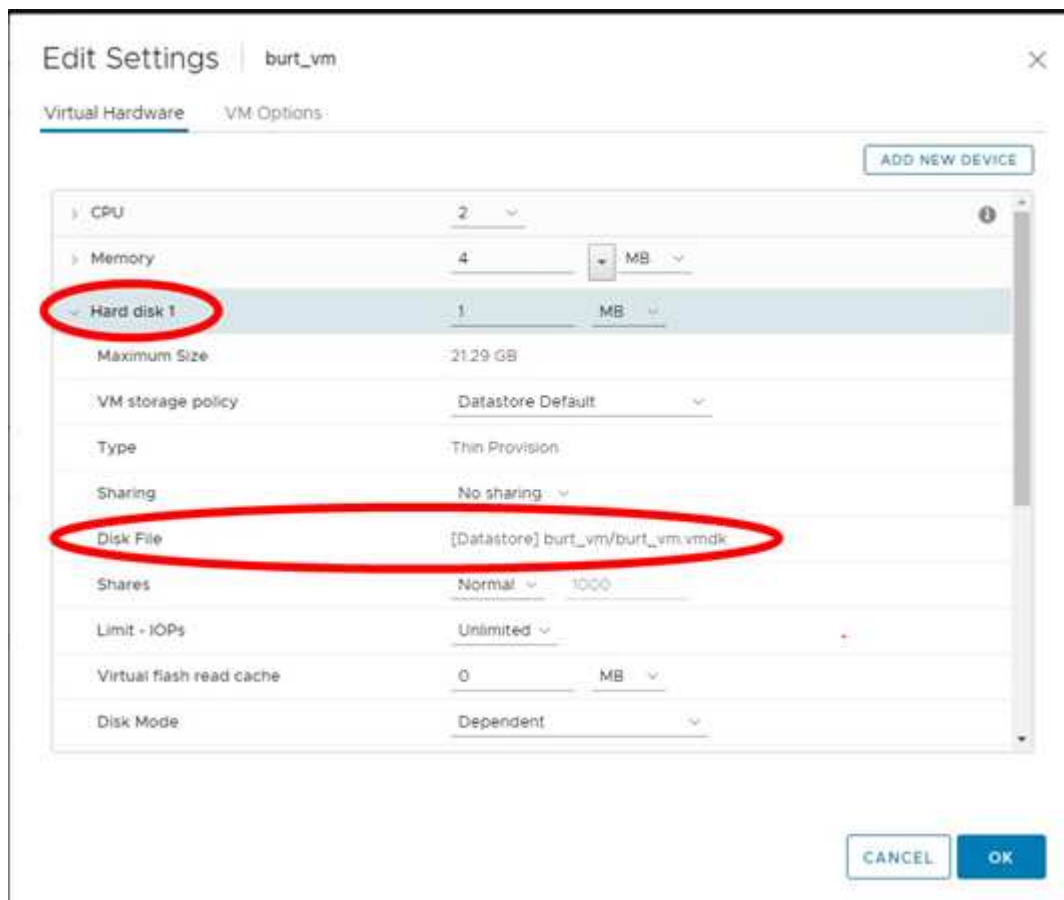 Edit Settings burt_vm
Virtual Hardware VM Options
ADD NEW DEVICE
CPU 2
Memory 4 MB
Hard disk 1 1 MB
Maximum Size 21.29 GB
VM storage policy Datastore Default
Type Thin Provision
Sharing No sharing
Disk File [Datastore] burt_vm/burt_vm.vmdk
Shares Normal 1000
Limit - IOPs Unlimited
Virtual flash read cache 0 MB
Disk Mode Dependent
CANCEL OK